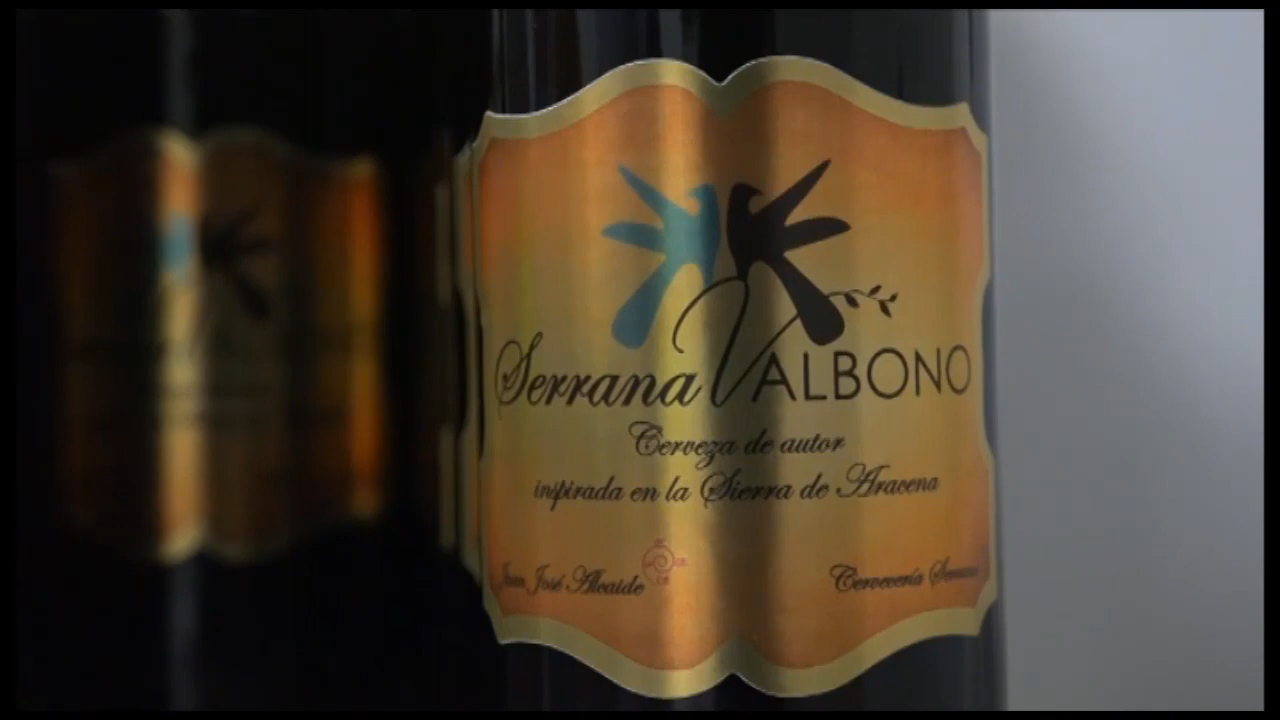 Serrana VALBONO
Cerveza de autor
inspirada en la Sierra de Aracena
Juan José Alcaide
Cervecería Serrana